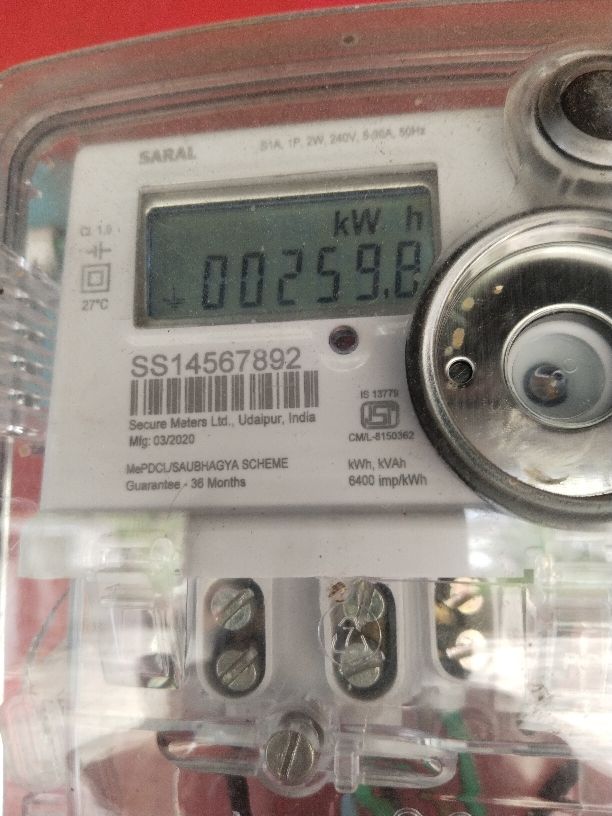 SARAL
S1A, 1P, 2W, 240V, 5-30A, 50Hz
Cl. 1.0
27°C
kW h
00259.8
SS14567892
Secure Meters Ltd., Udaipur, India
Mfg: 03/2020
IS 13779
ISI
CM/L-8150362
MePDCL/SAUBHAGYA SCHEME
Guarantee - 36 Months
kWh, kVAh
6400 imp/kWh